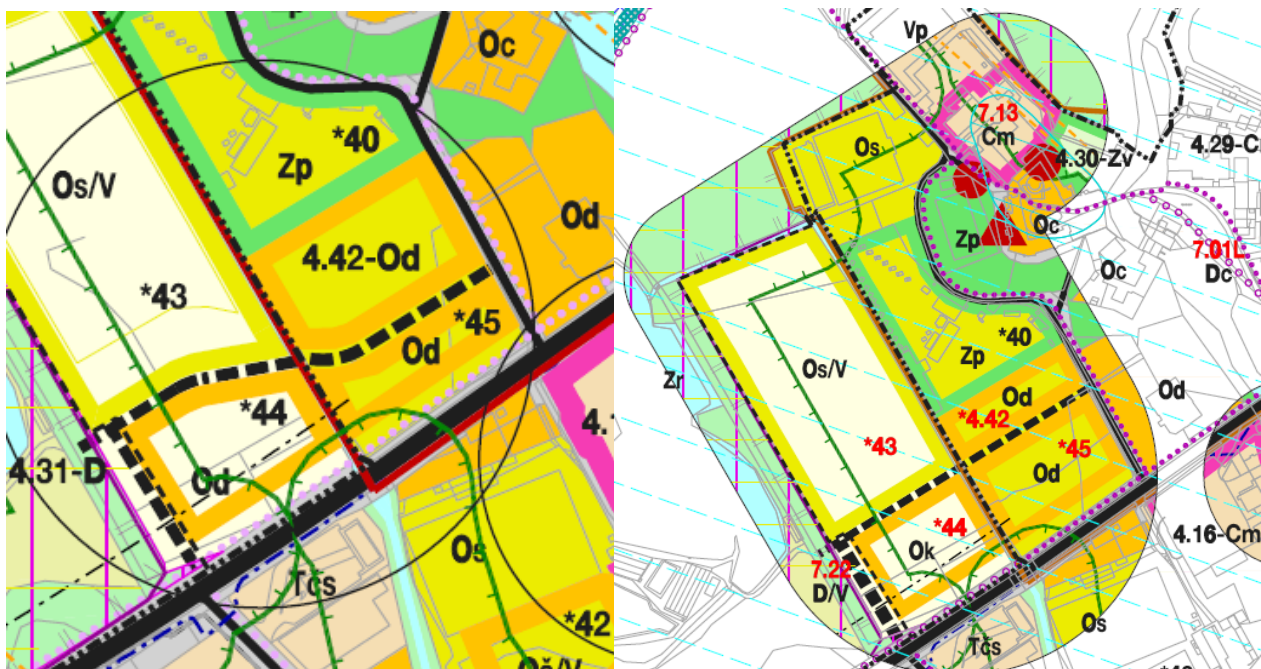 Zp
Oc
*40
Zp
Os/V
Od
4.42-Od
*43
*45
Od
*44
4.31-D
Od
4.1
Os
Tčs
*42
Oš/V
Vp
7.13
Cm
4.29-C
Os
4.30-Zv
Zp
Oc
Oc
7.01L
Dc
*40
Zp
Os/V
Zr
Od
Od
*4.42
*43
*45
Od
*44
Ok
4.16-Cm
7.22
D/V
Os
Tčs